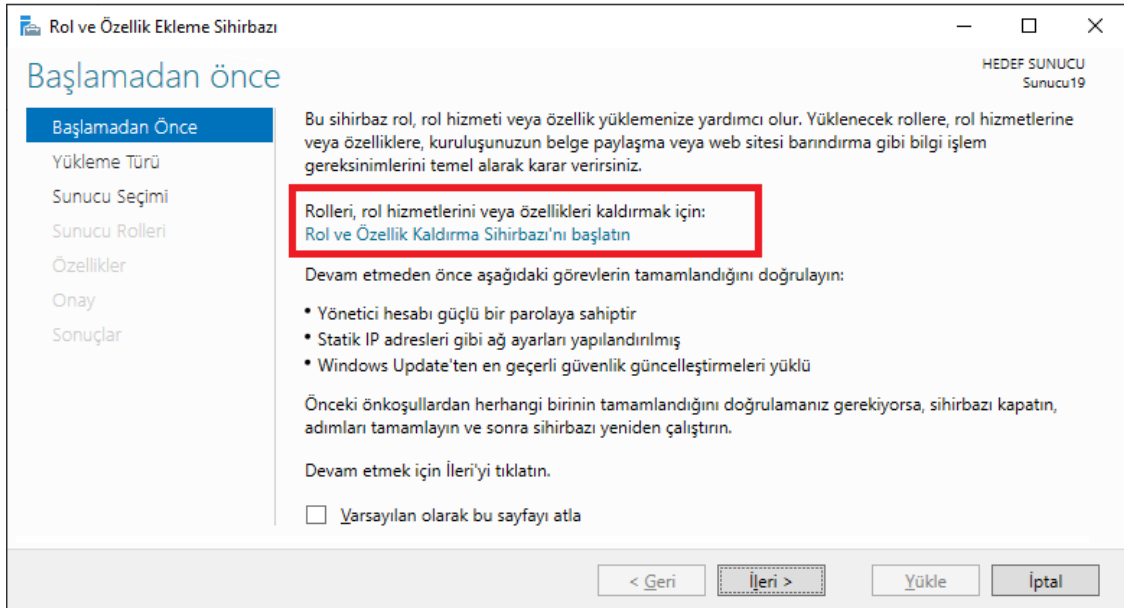 Rol ve Özellik Ekleme Sihirbazı
Başlamadan önce
HEDEF SUNUCU
Sunucu19
Başlamadan Önce
Yükleme Türü
Sunucu Seçimi
Sunucu Rolleri
Özellikler
Onay
Sonuçlar
Bu sihirbaz rol, rol hizmeti veya özellik yüklemenize yardımcı olur. Yüklenecek rollere, rol hizmetlerine
veya özelliklere, kuruluşunuzun belge paylaşma veya web sitesi barındırma gibi bilgi işlem
gereksinimlerini temel alarak karar verirsiniz.
Rolleri, rol hizmetlerini veya özellikleri kaldırmak için:
Rol ve Özellik Kaldırma Sihirbazı'nı başlatın
Devam etmeden önce aşağıdaki görevlerin tamamlandığını doğrulayın:
• Yönetici hesabı güçlü bir parolaya sahiptir
• Statik IP adresleri gibi ağ ayarları yapılandırılmış
• Windows Update'ten en geçerli güvenlik güncelleştirmeleri yüklü
Önceki önkoşullardan herhangi birinin tamamlandığını doğrulamanız gerekiyorsa, sihirbazı kapatın,
adımları tamamlayın ve sonra sihirbazı yeniden çalıştırın.
Devam etmek için İleri'yi tıklatın.
Varsayılan olarak bu sayfayı atla
< Geri
İleri >
Yükle
İptal